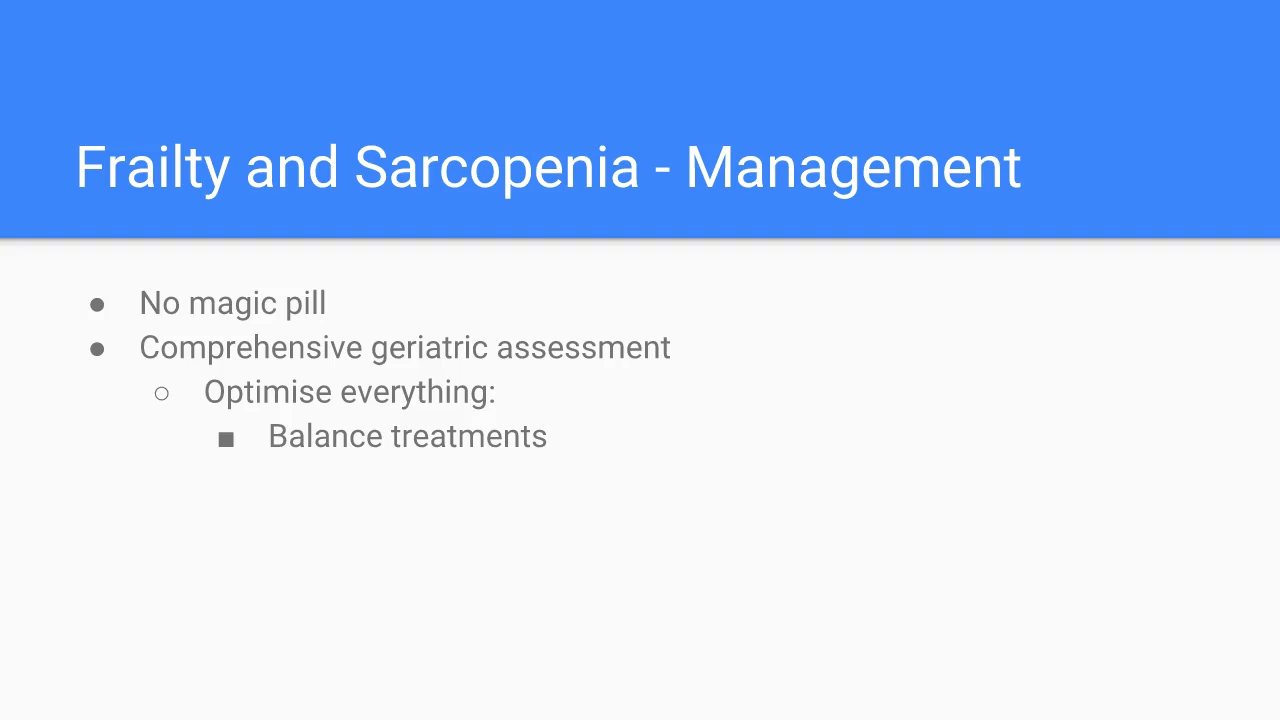 Frailty and Sarcopenia - Management
● No magic pill
● Comprehensive geriatric assessment
○ Optimise everything:
■ Balance treatments